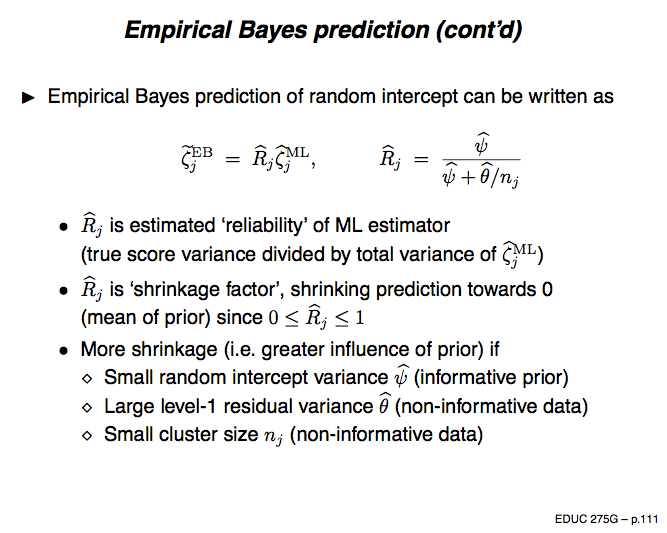 Empirical Bayes prediction (cont’d)
► Empirical Bayes prediction of random intercept can be written as
$\widetilde{\zeta}_j^{\mathrm{EB}} = \widehat{R}_j \widehat{\zeta}_j^{\mathrm{ML}}, \qquad \widehat{R}_j = \frac{\widehat{\psi}}{\widehat{\psi} + \widehat{\theta}/n_j}$
• $\widehat{R}_j$ is estimated ‘reliability’ of ML estimator
(true score variance divided by total variance of $\widehat{\zeta}_j^{\mathrm{ML}}$)
• $\widehat{R}_j$ is ‘shrinkage factor’, shrinking prediction towards 0
(mean of prior) since $0 \leq \widehat{R}_j \leq 1$
• More shrinkage (i.e. greater influence of prior) if
⋄ Small random intercept variance $\widehat{\psi}$ (informative prior)
⋄ Large level-1 residual variance $\widehat{\theta}$ (non-informative data)
⋄ Small cluster size $n_j$ (non-informative data)
EDUC 275G – p.111